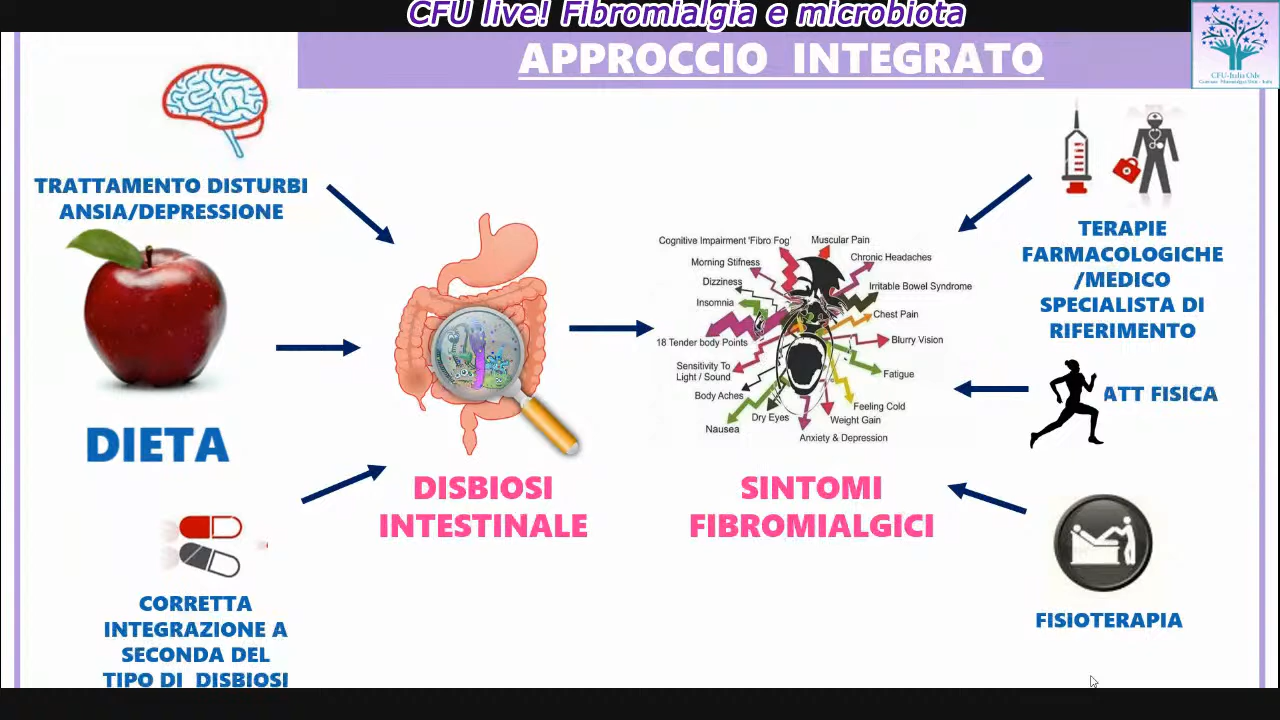 CFU live! Fibromialgia e microbiota
APPROCCIO INTEGRATO
CFU-Italia Odv
TRATTAMENTO DISTURBI
ANSIA/DEPRESSIONE
DIETA
CORRETTA
INTEGRAZIONE A
SECONDA DEL
TIPO DI DISBIOSI
DISBIOSI
INTESTINALE
Cognitive Impairment 'Fibro Fog'
Muscular Pain
Morning Stifness
Chronic Headaches
Dizziness
Irritable Bowel Syndrome
Insomnia
Chest Pain
18 Tender body Points
Blurry Vision
Sensitivity To
Light / Sound
Fatigue
Body Aches
Feeling Cold
Dry Eyes
Weight Gain
Nausea
Anxiety & Depression
SINTOMI
FIBROMIALGICI
TERAPIE
FARMACOLOGICHE
/MEDICO
SPECIALISTA DI
RIFERIMENTO
ATT FISICA
FISIOTERAPIA